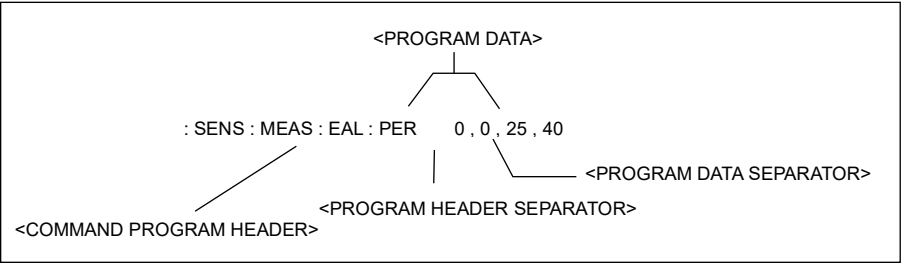 <PROGRAM DATA>
: SENS : MEAS : EAL : PER 0 , 0 , 25 , 40
<PROGRAM DATA SEPARATOR>
<PROGRAM HEADER SEPARATOR>
<COMMAND PROGRAM HEADER>